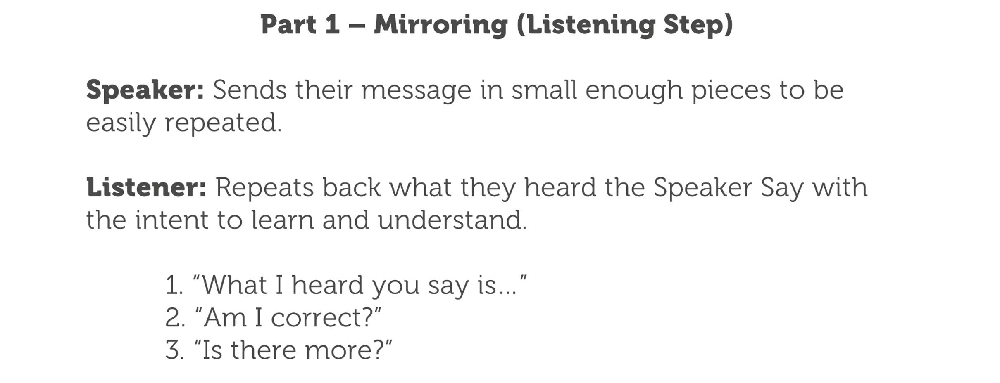 Part 1 – Mirroring (Listening Step)
Speaker: Sends their message in small enough pieces to be
easily repeated.
Listener: Repeats back what they heard the Speaker Say with
the intent to learn and understand.
1. “What I heard you say is...”
2. “Am I correct?”
3. “Is there more?”